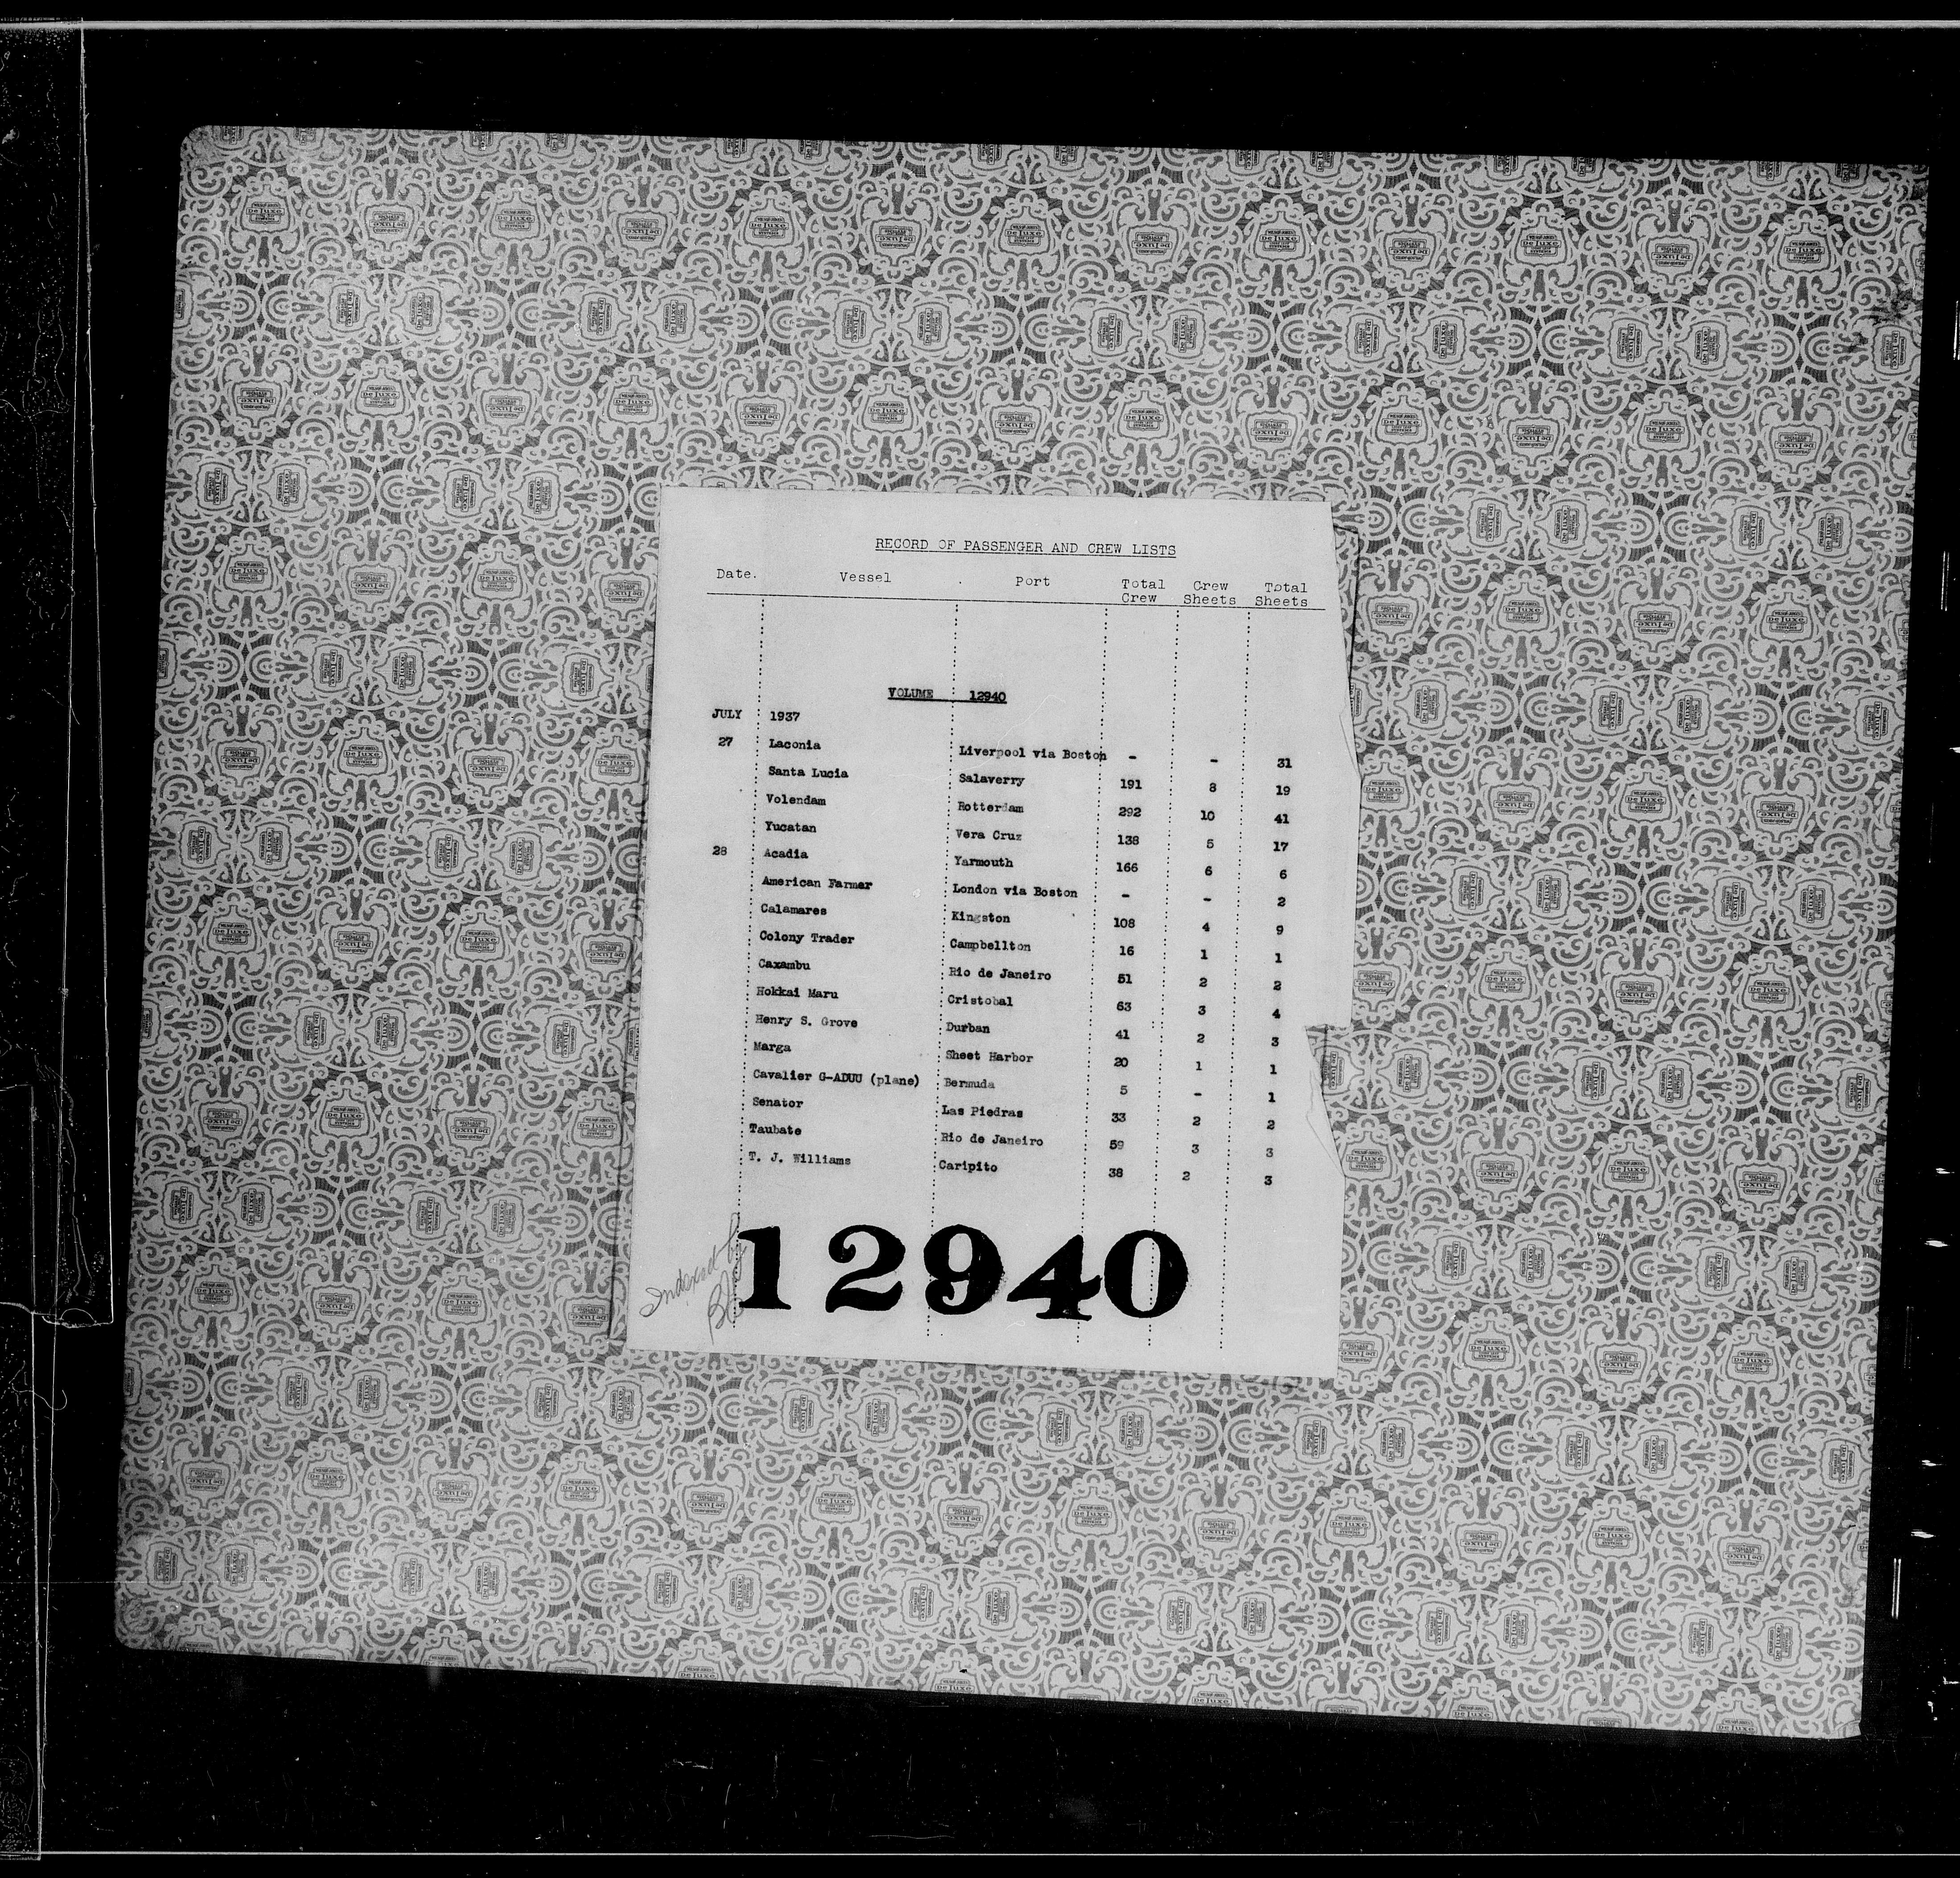 RECORD OF PASSENGER AND CREW LISTS
Date. Vessel Port Total Crew Crew Sheets Total Sheets
VOLUME 12940
JULY 1937
27 Laconia Liverpool via Boston - - 31
Santa Lucia Salaverry 191 8 19
Volendam Rotterdam 292 10 41
Yucatan Vera Cruz 138 5 17
28 Acadia Yarmouth 166 6 6
American Farmer London via Boston - - 2
Calamares Kingston 108 4 9
Colony Trader Campbellton 16 1 1
Caxambu Rio de Janeiro 51 2 2
Hokkai Maru Cristobal 63 3 4
Henry S. Grove Durban 41 2 3
Marga Sheet Harbor 20 1 1
Cavalier G-ADUU (plane) Bermuda 5 - 1
Senator Las Piedras 33 2 2
Taubate Rio de Janeiro 59 3 3
T. J. Williams Caripito 38 2 3
Indexed by
12940